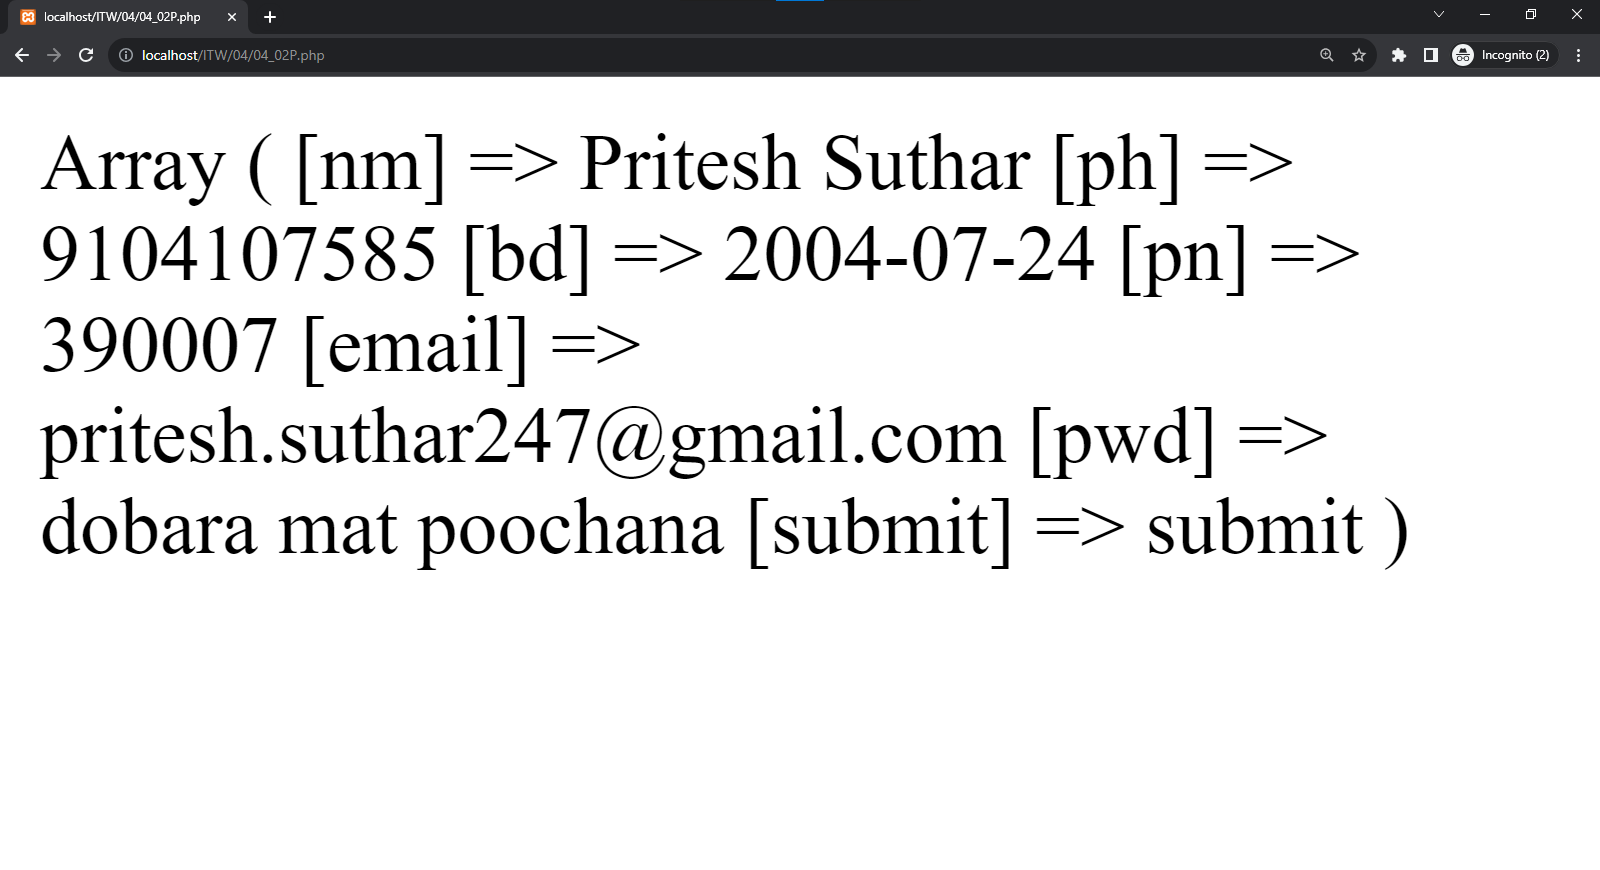 localhost/ITW/04/04_02P.php
localhost/ITW/04/04_02P.php
Incognito (2)
Array ( [nm] => Pritesh Suthar [ph] =>
9104107585 [bd] => 2004-07-24 [pn] =>
390007 [email] =>
pritesh.suthar247@gmail.com [pwd] =>
dobara mat poochana [submit] => submit )